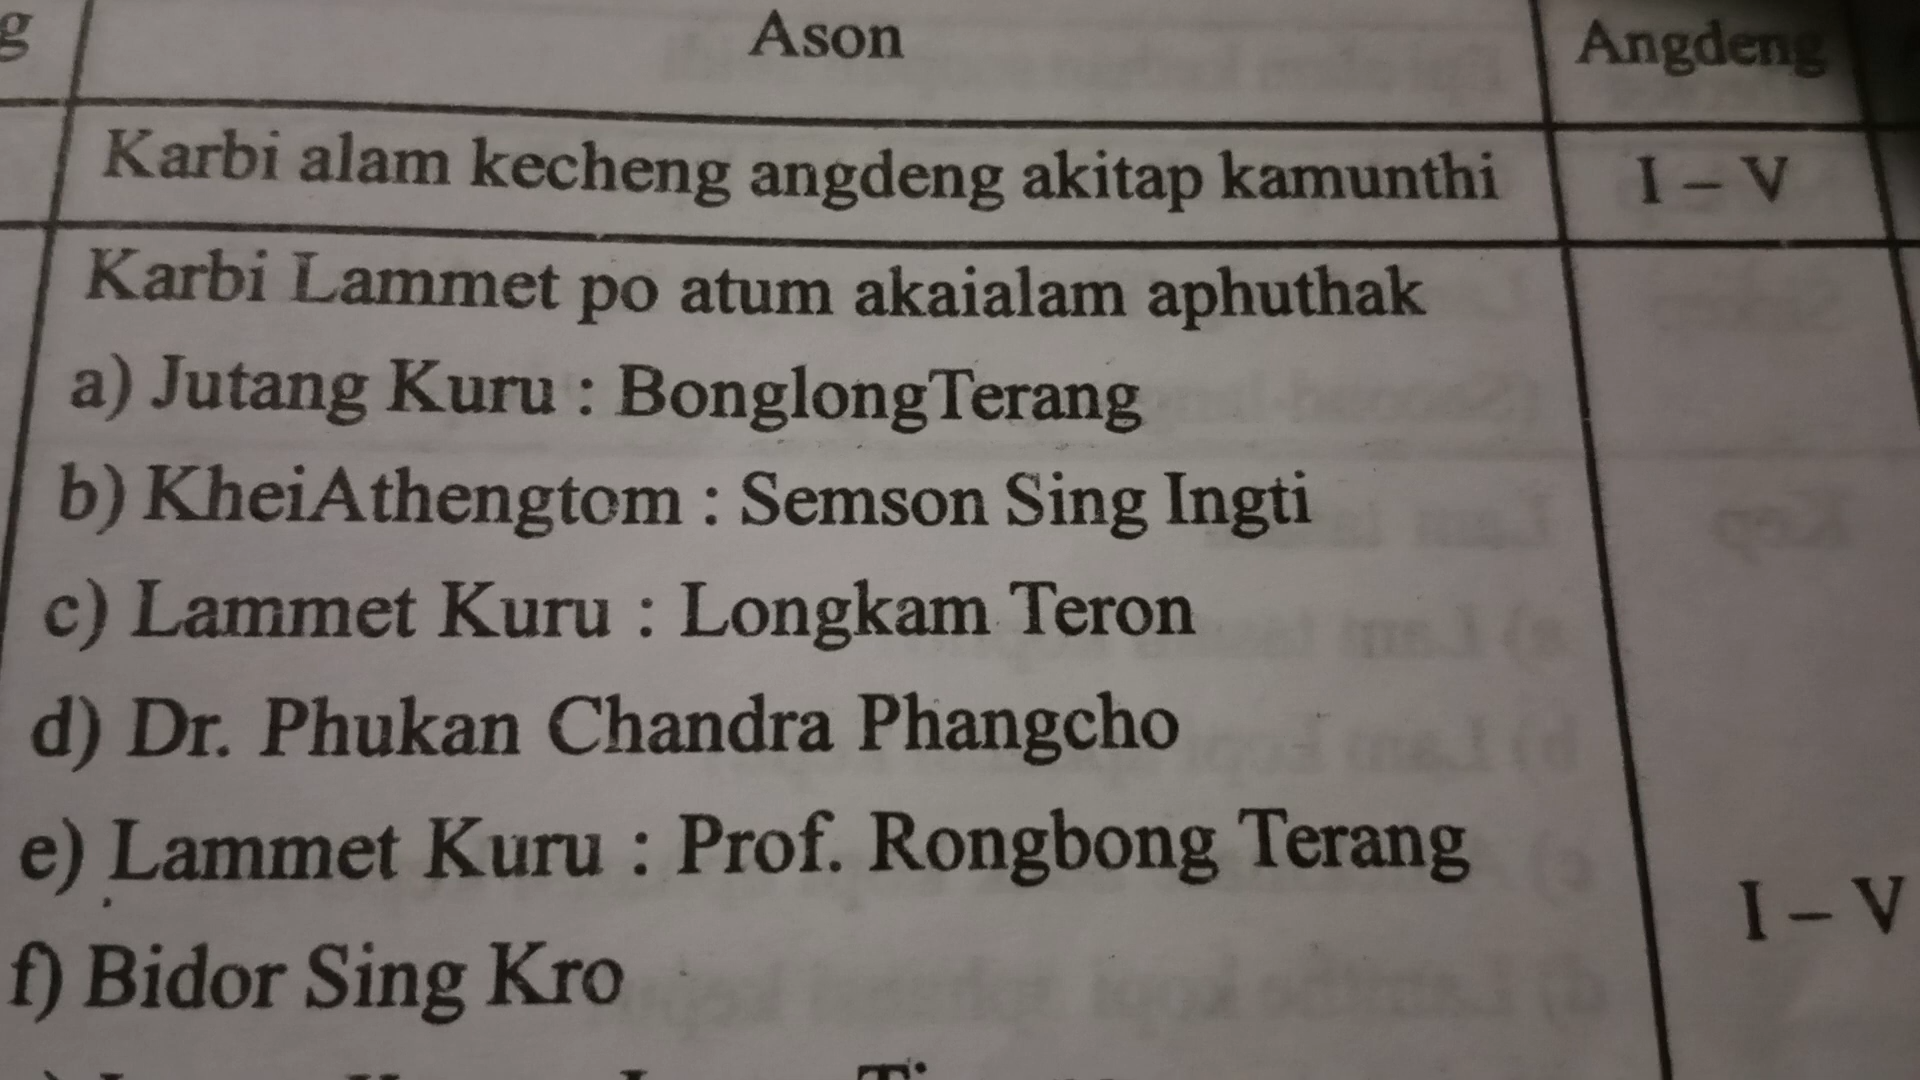 Ason
Angdeng
Karbi alam kecheng angdeng akitap kamunthi
I – V
Karbi Lammet po atum akaialam aphuthak
a) Jutang Kuru : BonglongTerang
b) KheiAthengtom : Semson Sing Ingti
c) Lammet Kuru : Longkam Teron
d) Dr. Phukan Chandra Phangcho
e) Lammet Kuru : Prof. Rongbong Terang
I – V
f) Bidor Sing Kro